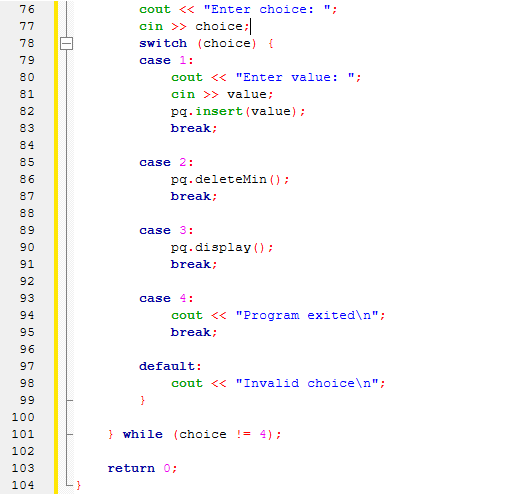 76 cout << "Enter choice: ";
77 cin >> choice;
78 switch (choice) {
79 case 1:
80 cout << "Enter value: ";
81 cin >> value;
82 pq.insert(value);
83 break;
84
85 case 2:
86 pq.deleteMin();
87 break;
88
89 case 3:
90 pq.display();
91 break;
92
93 case 4:
94 cout << "Program exited\n";
95 break;
96
97 default:
98 cout << "Invalid choice\n";
99 }
100
101 } while (choice != 4);
102
103 return 0;
104 }